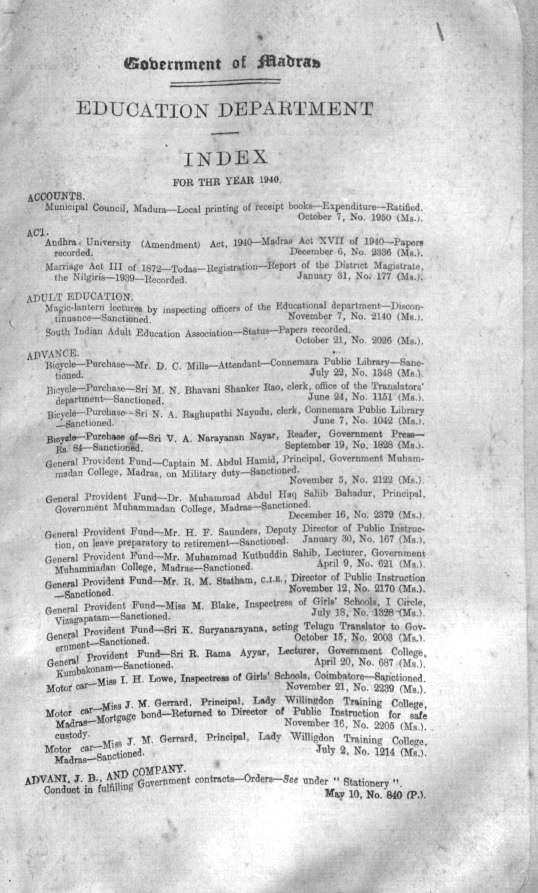 Government of Madras
EDUCATION DEPARTMENT
INDEX
FOR THR YEAR 1940.
ACCOUNTS.
Municipal Council, Madura—Local printing of receipt books—Expenditure—Ratified.
October 7, No. 1950 (Ms.).
ACT.
Andhra University (Amendment) Act, 1940—Madras Act XVII of 1940—Papers
recorded. December 6, No. 2336 (Ms.).
Marriage Act III of 1872—Todas—Registration—Report of the District Magistrate,
the Nilgiris—1939—Recorded. January 31, No. 177 (Ms.).
ADULT EDUCATION.
Magic-lantern lectures by inspecting officers of the Educational department—Discon-
tinuance—Sanctioned. November 7, No. 2140 (Ms.).
South Indian Adult Education Association—Status—Papers recorded.
October 21, No. 2026 (Ms.).
ADVANCE.
Bicycle—Purchase—Mr. D. C. Mills—Attendant—Connemara Public Library—Sanc-
tioned. July 22, No. 1348 (Ms.).
Bicycle—Purchase—Sri M. N. Bhavani Shanker Rao, clerk, office of the Translators'
department—Sanctioned. June 24, No. 1151 (Ms.).
Bicycle—Purchase—Sri N. A. Raghupathi Nayudu, clerk, Connemara Public Library
—Sanctioned. June 7, No. 1042 (Ms.).
Bicycle—Purchase of—Sri V. A. Narayanan Nayar, Reader, Government Press—
Rs. 84—Sanctioned. September 19, No. 1828 (Ms.).
General Provident Fund—Captain M. Abdul Hamid, Principal, Government Muham-
madan College, Madras, on Military duty—Sanctioned.
November 5, No. 2122 (Ms.).
General Provident Fund—Dr. Muhammad Abdul Haq Sahib Bahadur, Principal,
Government Muhammadan College, Madras—Sanctioned.
December 16, No. 2379 (Ms.).
General Provident Fund—Mr. H. F. Saunders, Deputy Director of Public Instruc-
tion, on leave preparatory to retirement—Sanctioned. January 30, No. 167 (Ms.).
General Provident Fund—Mr. Muhammad Kuthuddin Sahib, Lecturer, Government
Muhammadan College, Madras—Sanctioned. April 9, No. 621 (Ms.).
General Provident Fund—Mr. R. M. Statham, C.I.E., Director of Public Instruction
—Sanctioned. November 12, No. 2170 (Ms.).
General Provident Fund—Miss M. Blake, Inspectress of Girls' Schools, I Circle,
Vizagapatam—Sanctioned. July 18, No. 1328 (Ms.).
General Provident Fund—Sri K. Suryanarayana, acting Telugu Translator to Gov-
ernment—Sanctioned. October 15, No. 2003 (Ms.).
General Provident Fund—Sri R. Rama Ayyar, Lecturer, Government College,
Kumbakonam—Sanctioned. April 20, No. 687 (Ms.).
Motor car—Miss I. H. Lowe, Inspectress of Girls' Schools, Coimbatore—Sanctioned.
November 21, No. 2239 (Ms.).
Motor car—Miss J. M. Gerrard, Principal, Lady Willingdon Training College,
Madras—Mortgage bond—Returned to Director of Public Instruction for safe
custody. November 16, No. 2205 (Ms.).
Motor car—Miss J. M. Gerrard, Principal, Lady Willigdon Training College,
Madras—Sanctioned. July 2, No. 1214 (Ms.).
ADVANI, J. B., AND COMPANY.
Conduct in fulfilling Government contracts—Orders—See under " Stationery ".
May 10, No. 840 (P.).